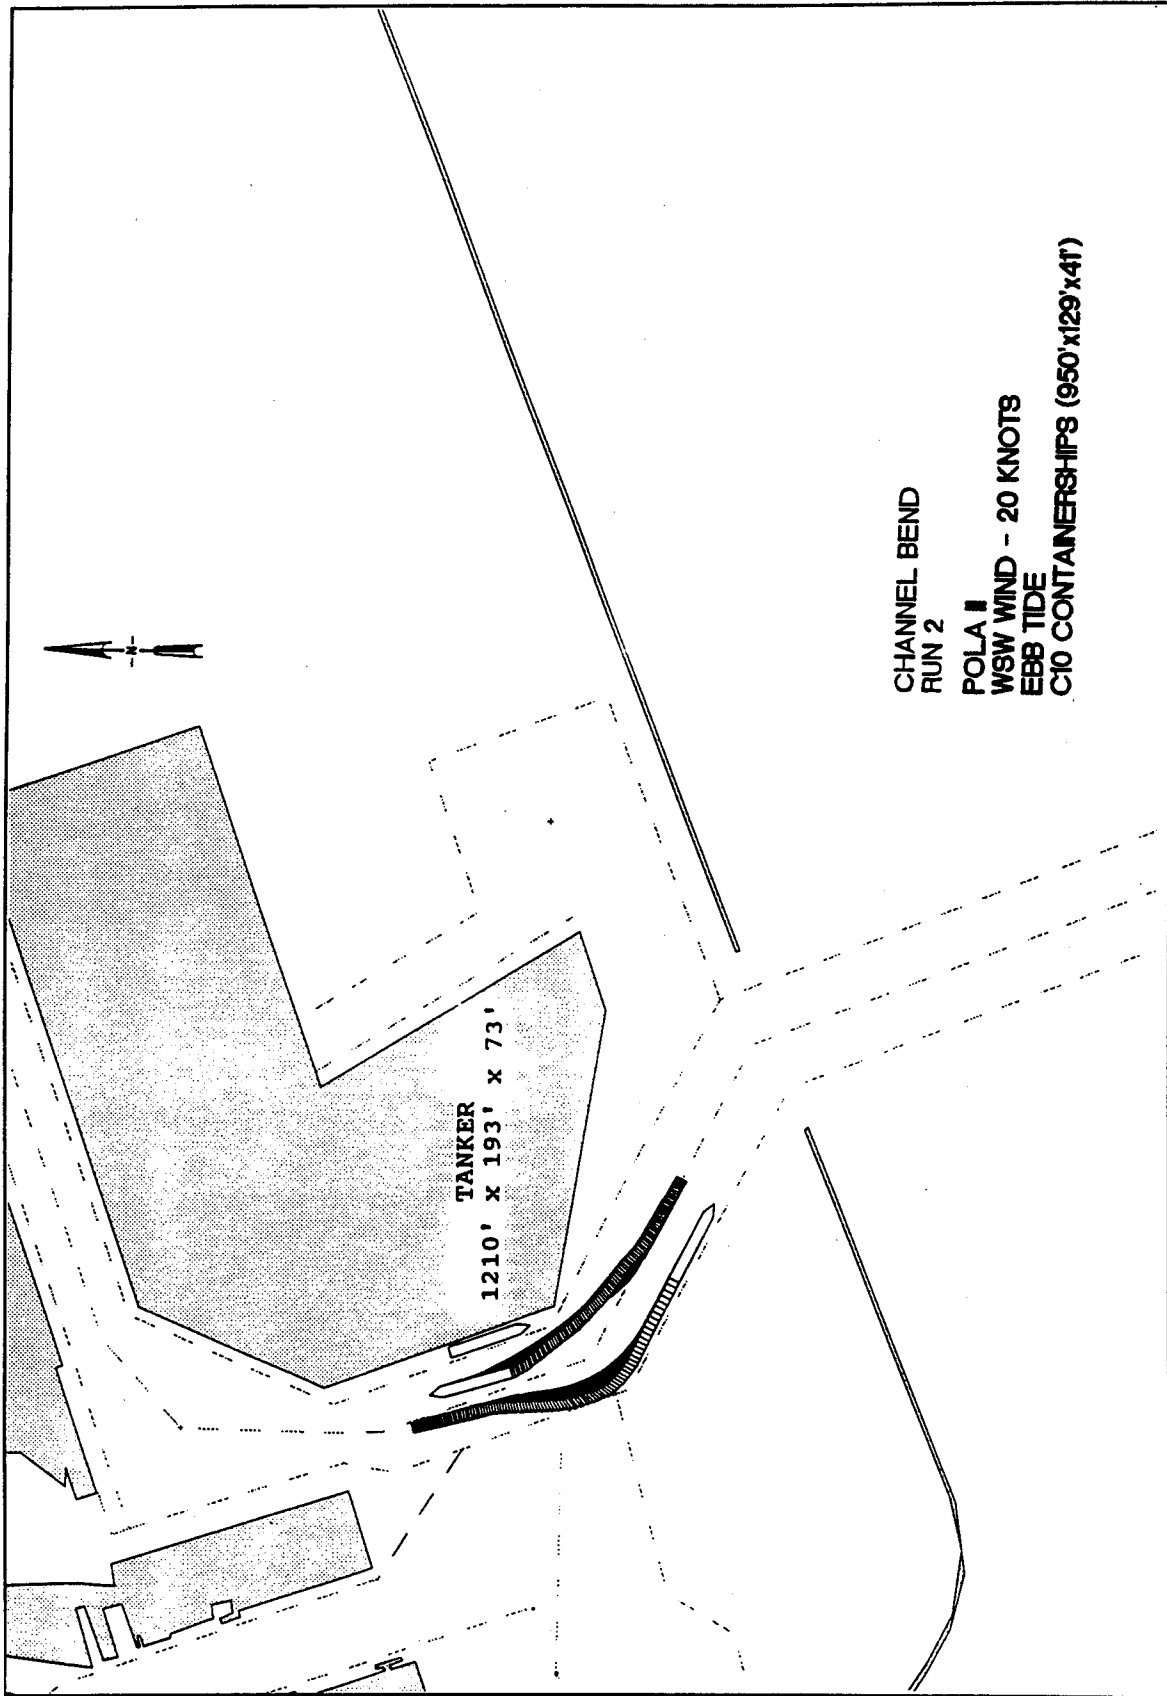 -N-
TANKER
1210' X 193' X 73'
CHANNEL BEND
RUN 2
POLA II
WSW WIND - 20 KNOTS
EBB TIDE
C10 CONTAINERSHIPS (950'x129'x41')